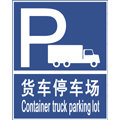 P
货车停车场
Container truck parking lot